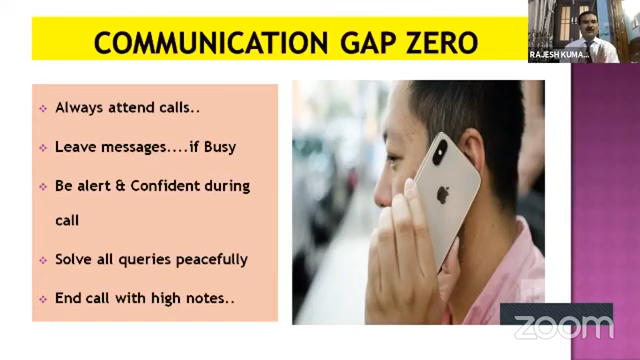 COMMUNICATION GAP ZERO
RAJESH KUMA...
Always attend calls..
Leave messages....if Busy
Be alert & Confident during
call
Solve all queries peacefully
End call with high notes..
zoom